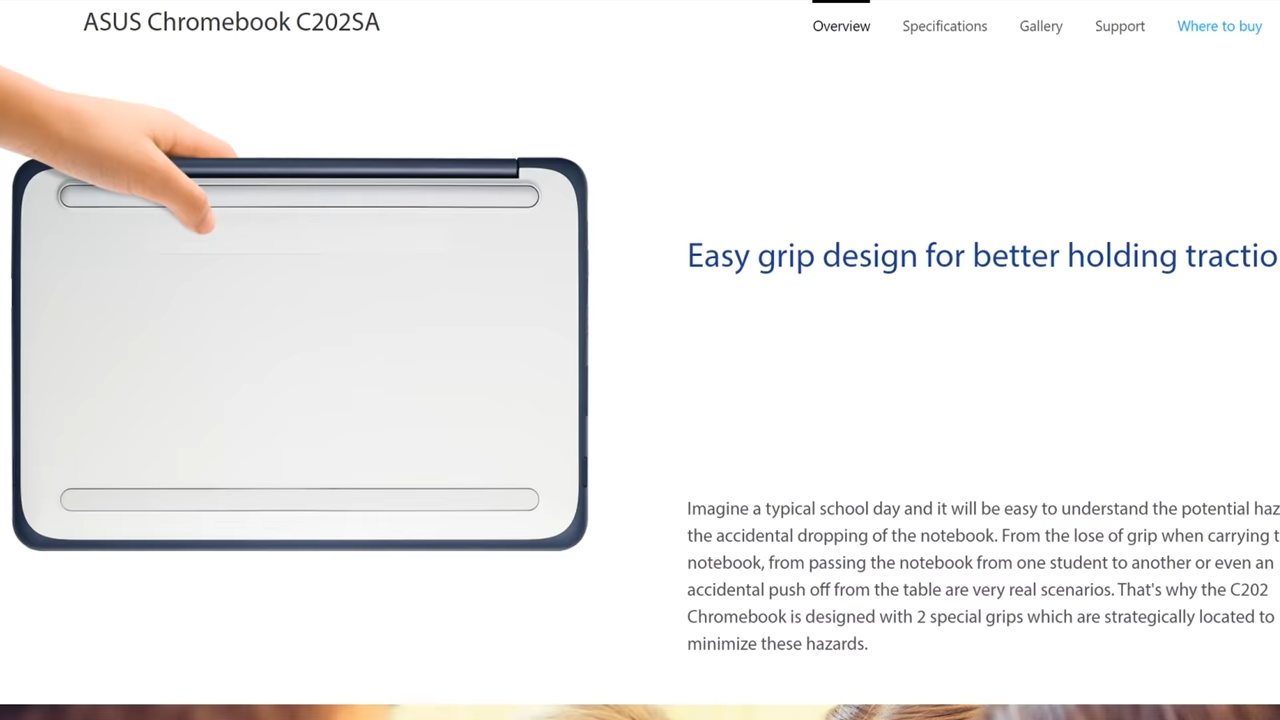 ASUS Chromebook C202SA
Overview Specifications Gallery Support Where to buy
Easy grip design for better holding tractio
Imagine a typical school day and it will be easy to understand the potential haz
the accidental dropping of the notebook. From the lose of grip when carrying t
notebook, from passing the notebook from one student to another or even an
accidental push off from the table are very real scenarios. That's why the C202
Chromebook is designed with 2 special grips which are strategically located to
minimize these hazards.